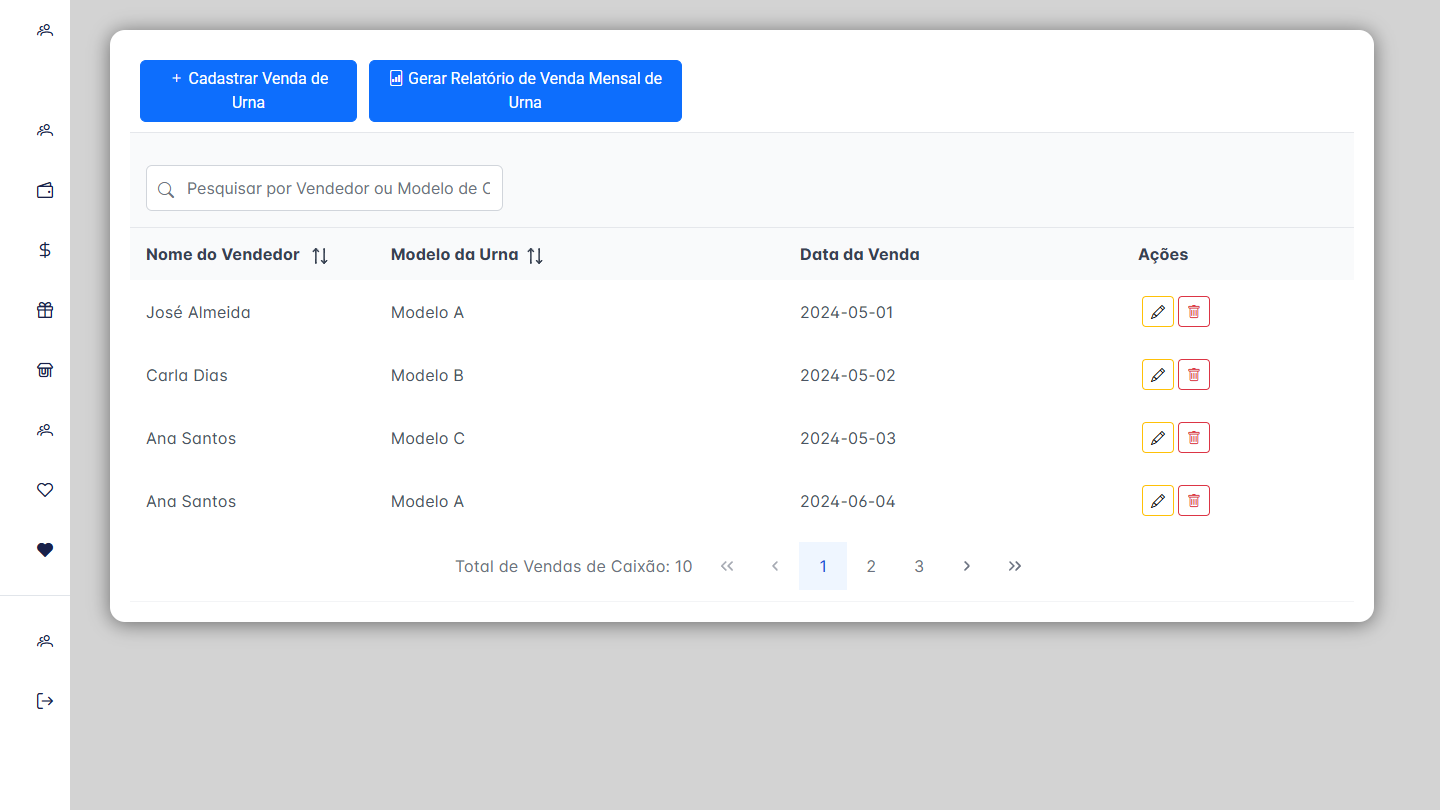 Cadastrar Venda de
Urna
Gerar Relatório de Venda Mensal de
Urna
Pesquisar por Vendedor ou Modelo de C
Nome do Vendedor Modelo da Urna Data da Venda Ações
José Almeida Modelo A 2024-05-01
Carla Dias Modelo B 2024-05-02
Ana Santos Modelo C 2024-05-03
Ana Santos Modelo A 2024-06-04
Total de Vendas de Caixão: 10 « ‹ 1 2 3 › »